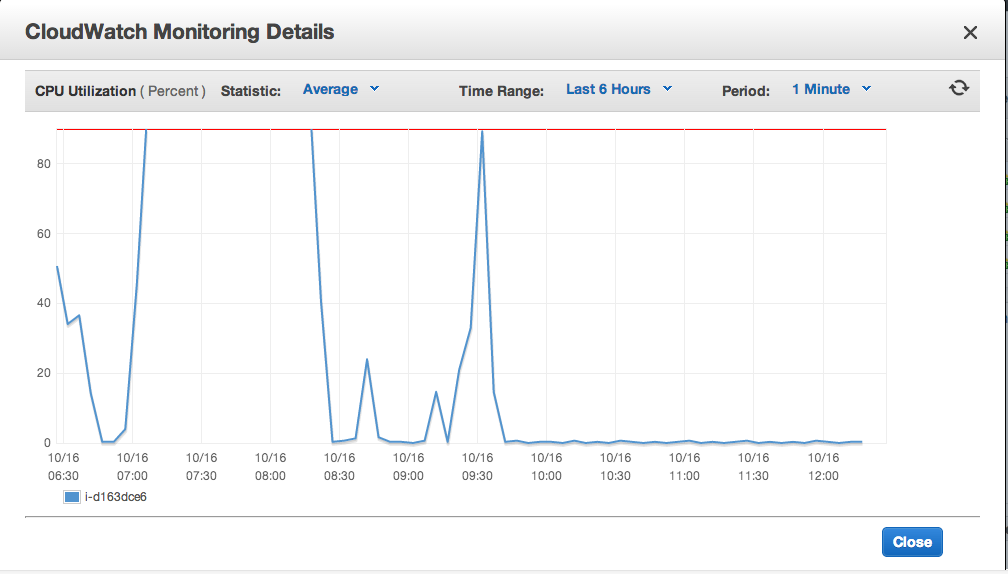 CloudWatch Monitoring Details
CPU Utilization ( Percent ) Statistic: Average Time Range: Last 6 Hours Period: 1 Minute
80
60
40
20
0
10/16 10/16 10/16 10/16 10/16 10/16 10/16 10/16 10/16 10/16 10/16 10/16
06:30 07:00 07:30 08:00 08:30 09:00 09:30 10:00 10:30 11:00 11:30 12:00
i-d163dce6
Close